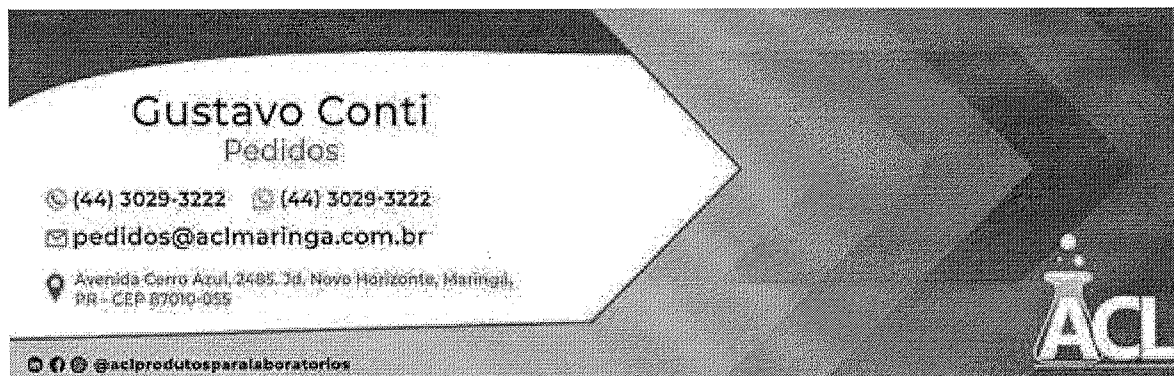 Gustavo Conti
Pedidos
(44) 3029-3222 (44) 3029-3222
pedidos@aclmaringa.com.br
Avenida Cerro Azul, 2485. Jd. Novo Horizonte, Maringá,
PR - CEP 87010-055
@aclprodutosparalaboratorios
ACL